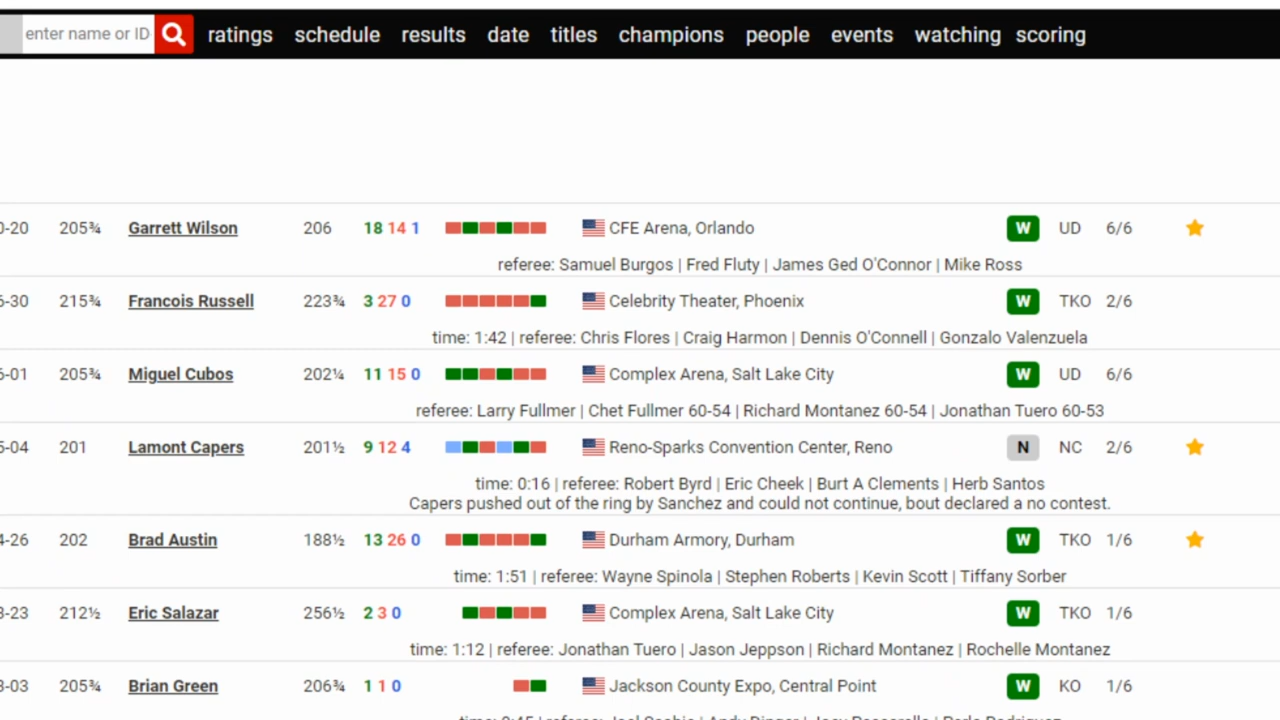 enter name or ID ratings schedule results date titles champions people events watching scoring
0-20 205¾ Garrett Wilson 206 18 14 1 CFE Arena, Orlando W UD 6/6
referee: Samuel Burgos | Fred Fluty | James Ged O'Connor | Mike Ross
6-30 215¾ Francois Russell 223¾ 3 27 0 Celebrity Theater, Phoenix W TKO 2/6
time: 1:42 | referee: Chris Flores | Craig Harmon | Dennis O'Connell | Gonzalo Valenzuela
6-01 205¾ Miguel Cubos 202¼ 11 15 0 Complex Arena, Salt Lake City W UD 6/6
referee: Larry Fullmer | Chet Fullmer 60-54 | Richard Montanez 60-54 | Jonathan Tuero 60-53
5-04 201 Lamont Capers 201½ 9 12 4 Reno-Sparks Convention Center, Reno N NC 2/6
time: 0:16 | referee: Robert Byrd | Eric Cheek | Burt A Clements | Herb Santos
Capers pushed out of the ring by Sanchez and could not continue, bout declared a no contest.
4-26 202 Brad Austin 188½ 13 26 0 Durham Armory, Durham W TKO 1/6
time: 1:51 | referee: Wayne Spinola | Stephen Roberts | Kevin Scott | Tiffany Sorber
3-23 212½ Eric Salazar 256½ 2 3 0 Complex Arena, Salt Lake City W TKO 1/6
time: 1:12 | referee: Jonathan Tuero | Jason Jeppson | Richard Montanez | Rochelle Montanez
3-03 205¾ Brian Green 206¾ 1 1 0 Jackson County Expo, Central Point W KO 1/6